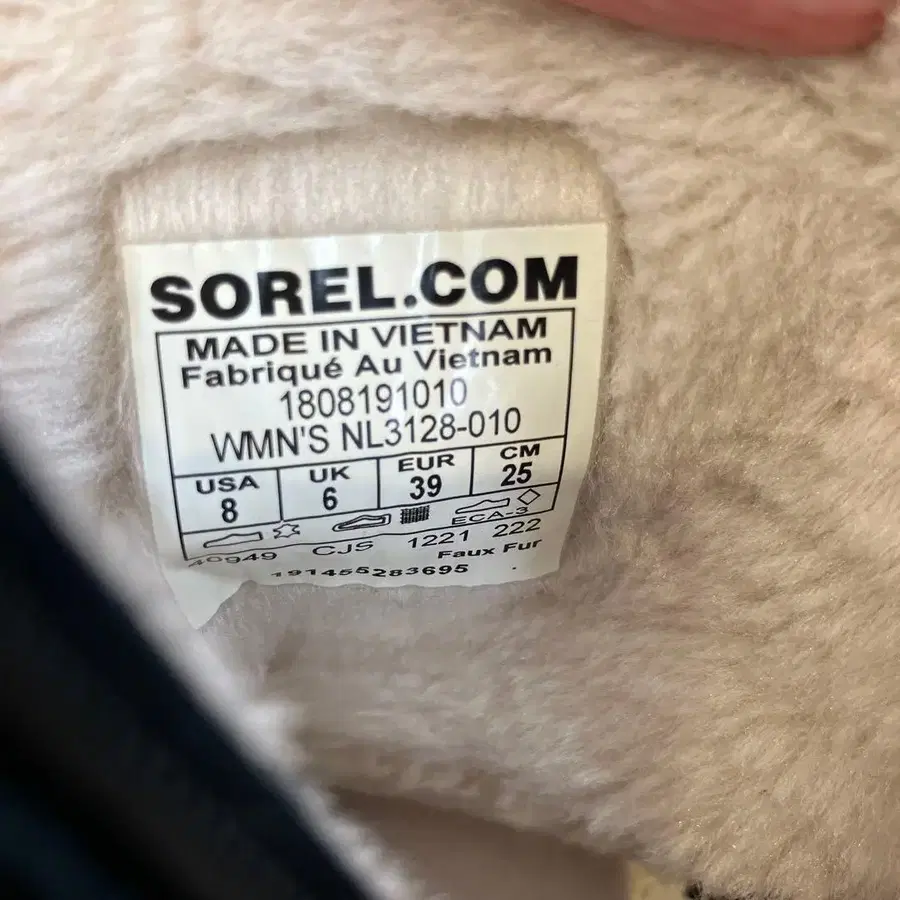 SOREL.COM
MADE IN VIETNAM
Fabriqué Au Vietnam
1808191010
WMN'S NL3128-010
USA UK EUR CM
8 6 39 25
ECA-3
CJS 1221 222
Faux Fur
191455283695